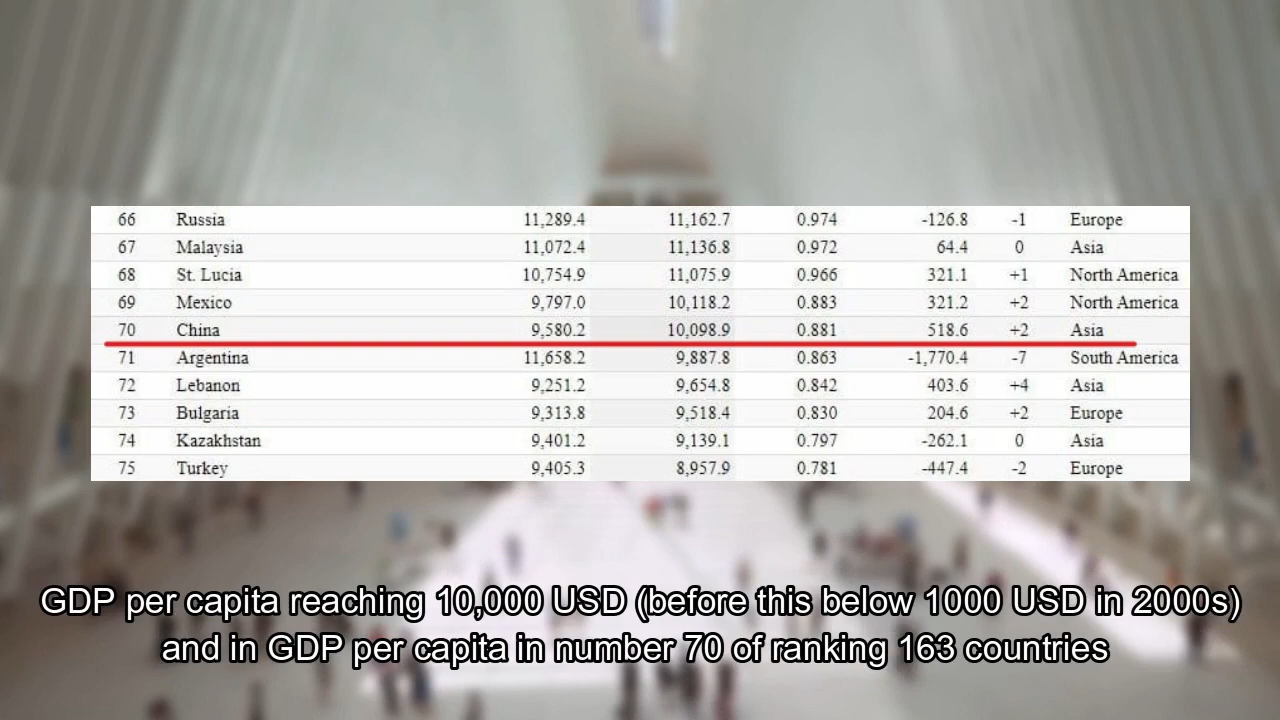 66 Russia 11,289.4 11,162.7 0.974 -126.8 -1 Europe
67 Malaysia 11,072.4 11,136.8 0.972 64.4 0 Asia
68 St. Lucia 10,754.9 11,075.9 0.966 321.1 +1 North America
69 Mexico 9,797.0 10,118.2 0.883 321.2 +2 North America
70 China 9,580.2 10,098.9 0.881 518.6 +2 Asia
71 Argentina 11,658.2 9,887.8 0.863 -1,770.4 -7 South America
72 Lebanon 9,251.2 9,654.8 0.842 403.6 +4 Asia
73 Bulgaria 9,313.8 9,518.4 0.830 204.6 +2 Europe
74 Kazakhstan 9,401.2 9,139.1 0.797 -262.1 0 Asia
75 Turkey 9,405.3 8,957.9 0.781 -447.4 -2 Europe
GDP per capita reaching 10,000 USD (before this below 1000 USD in 2000s)
and in GDP per capita in number 70 of ranking 163 countries